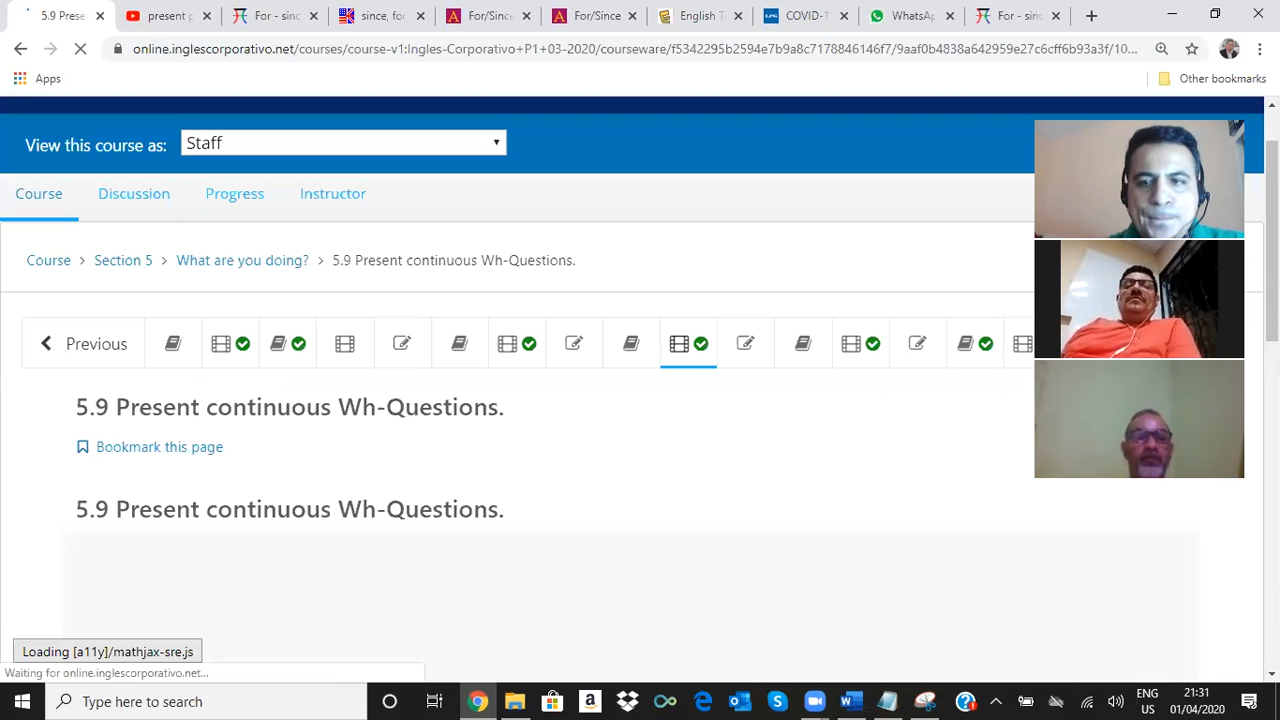 5.9 Prese
present p
For - sinc
since, for
For/Since
For/Since
English T
COVID-1
WhatsAp
For - sinc
online.inglescorporativo.net/courses/course-v1:Ingles-Corporativo+P1+03-2020/courseware/f5342295b2594e7b9a8c7178846146f7/9aaf0b4838a642959e27c6cff6b93a3f/10...
Apps
Other bookmarks
View this course as: Staff
Course Discussion Progress Instructor
Course > Section 5 > What are you doing? > 5.9 Present continuous Wh-Questions.
Previous
5.9 Present continuous Wh-Questions.
Bookmark this page
5.9 Present continuous Wh-Questions.
Loading [a11y]/mathjax-sre.js
Waiting for online.inglescorporativo.net...
Type here to search
ENG 21:31
US 01/04/2020